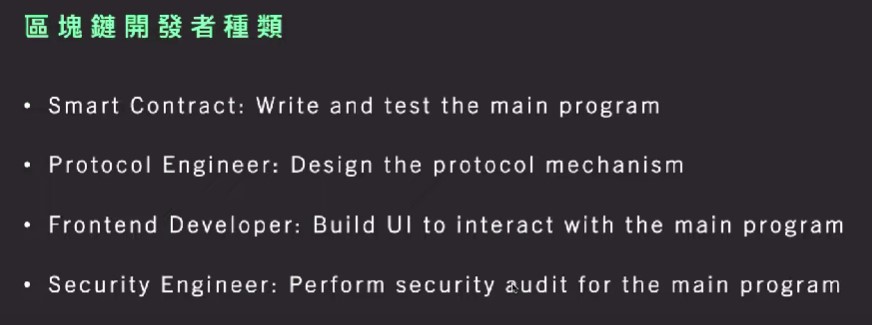 區塊鏈開發者種類
• Smart Contract: Write and test the main program
• Protocol Engineer: Design the protocol mechanism
• Frontend Developer: Build UI to interact with the main program
• Security Engineer: Perform security audit for the main program